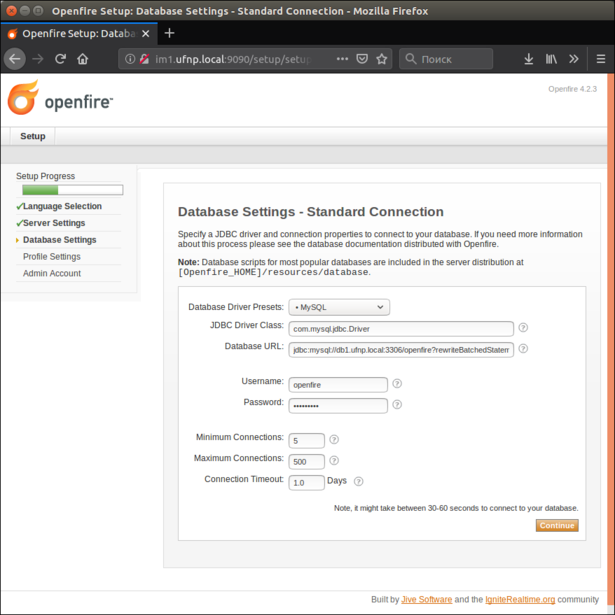 Openfire Setup: Database Settings - Standard Connection - Mozilla Firefox
Openfire Setup: Databa
im1.ufnp.local:9090/setup/setup
Поиск
openfire™
Openfire 4.2.3
Setup
Setup Progress
Language Selection
Server Settings
Database Settings
Profile Settings
Admin Account
Database Settings - Standard Connection
Specify a JDBC driver and connection properties to connect to your database. If you need more information
about this process please see the database documentation distributed with Openfire.
Note: Database scripts for most popular databases are included in the server distribution at
[Openfire_HOME]/resources/database.
Database Driver Presets: • MySQL
JDBC Driver Class: com.mysql.jdbc.Driver
Database URL: jdbc:mysql://db1.ufnp.local:3306/openfire?rewriteBatchedStatem
Username: openfire
Password: •••••••••
Minimum Connections: 5
Maximum Connections: 500
Connection Timeout: 1.0 Days
Note, it might take between 30-60 seconds to connect to your database.
Continue
Built by Jive Software and the IgniteRealtime.org community